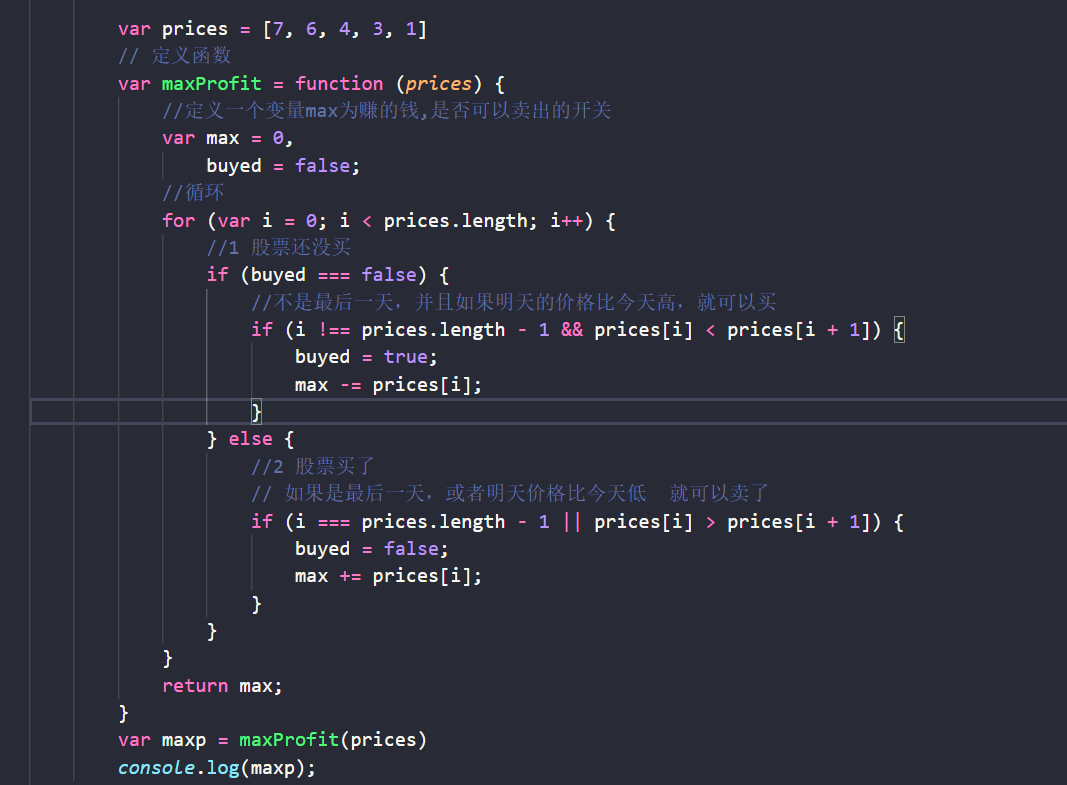 var prices = [7, 6, 4, 3, 1]
// 定义函数
var maxProfit = function (prices) {
//定义一个变量max为赚的钱,是否可以卖出的开关
var max = 0,
buyed = false;
//循环
for (var i = 0; i < prices.length; i++) {
//1 股票还没买
if (buyed === false) {
//不是最后一天，并且如果明天的价格比今天高，就可以买
if (i !== prices.length - 1 && prices[i] < prices[i + 1]) {
buyed = true;
max -= prices[i];
}
} else {
//2 股票买了
// 如果是最后一天，或者明天价格比今天低  就可以卖了
if (i === prices.length - 1 || prices[i] > prices[i + 1]) {
buyed = false;
max += prices[i];
}
}
}
return max;
}
var maxp = maxProfit(prices)
console.log(maxp);